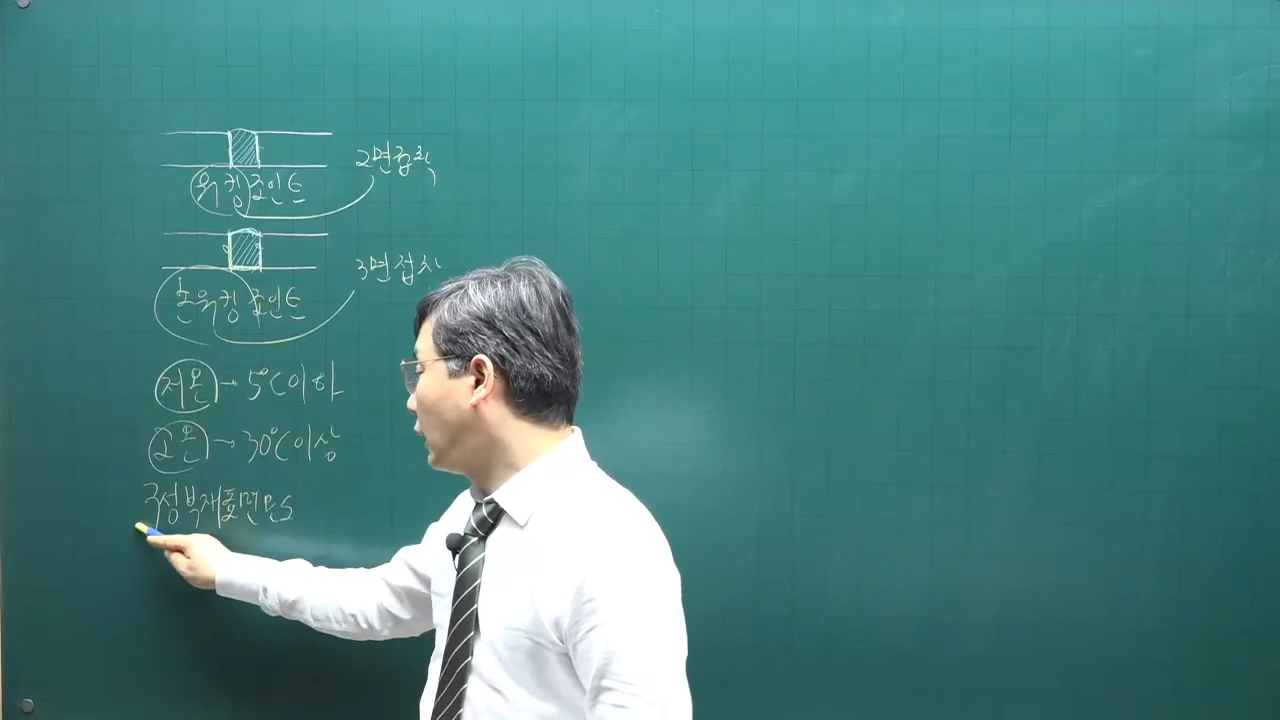 2면접착
워킹조인트
3면접착
논워킹조인트
저온 → 5℃이하
고온 → 30℃이상
구성부재표면온